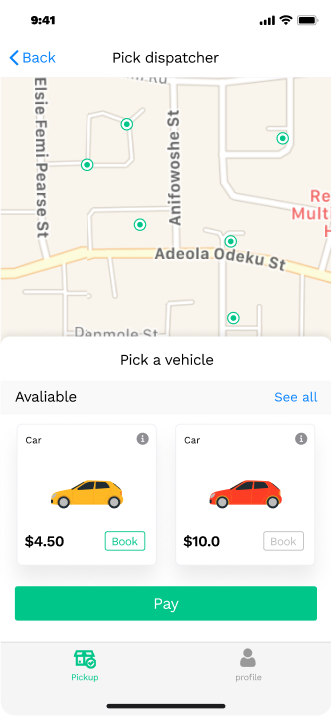 9:41
Back
Pick dispatcher
Elsie Femi Pearse St
Anifowoshe St
Re
Mult
H
Adeola Odeku St
Danmole St
Pick a vehicle
Avaliable
See all
Car
Car
$4.50
Book
$10.0
Book
Pay
Pickup
profile